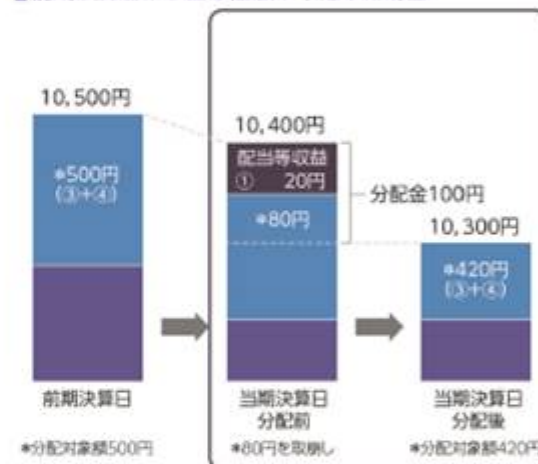 10,500円
*500円
(③+④)
前期決算日
*分配対象額500円
10,400円
配当等収益
① 20円
*80円
分配金100円
当期決算日
分配前
*80円を取崩し
10,300円
*420円
(③+④)
当期決算日
分配後
*分配対象額420円